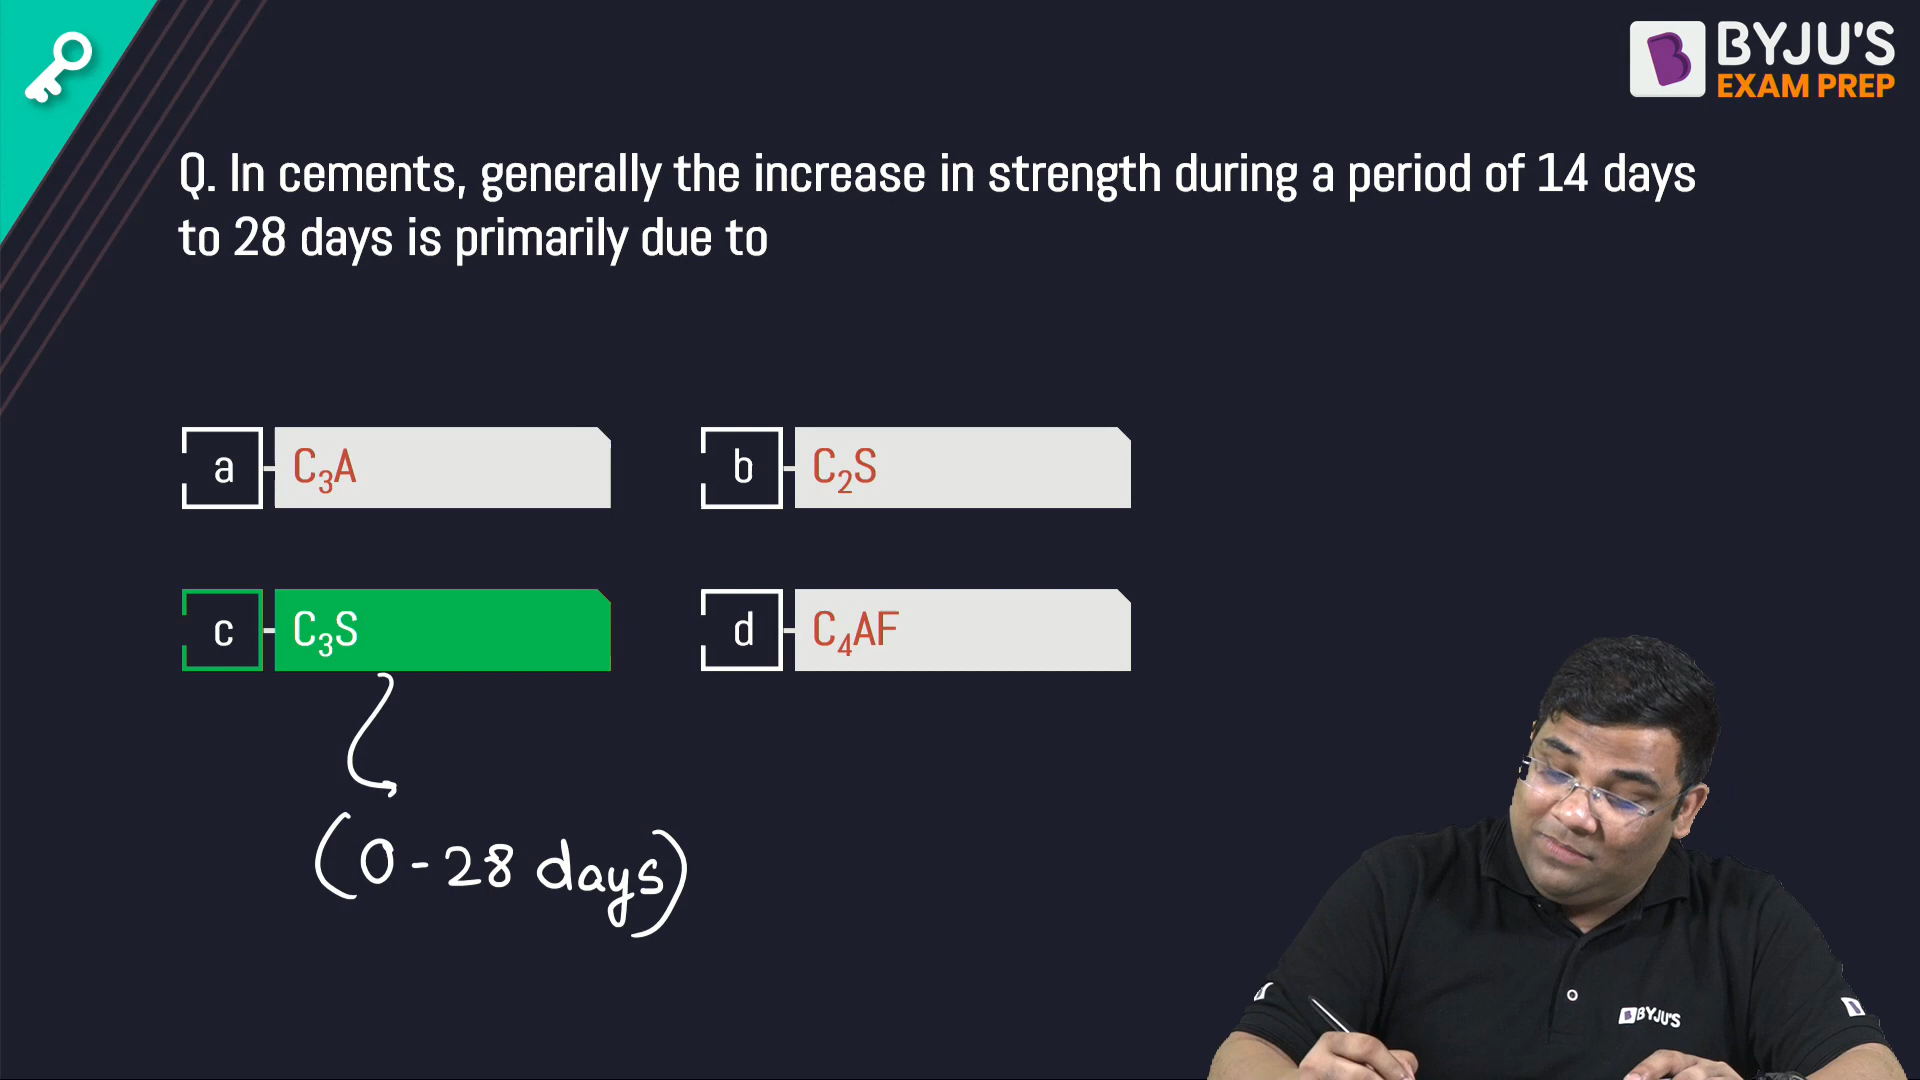 BYJU'S
EXAM PREP
Q. In cements, generally the increase in strength during a period of 14 days
to 28 days is primarily due to
a C₃A
b C₂S
c C₃S
d C₄AF
(0-28 days)
BYJU'S